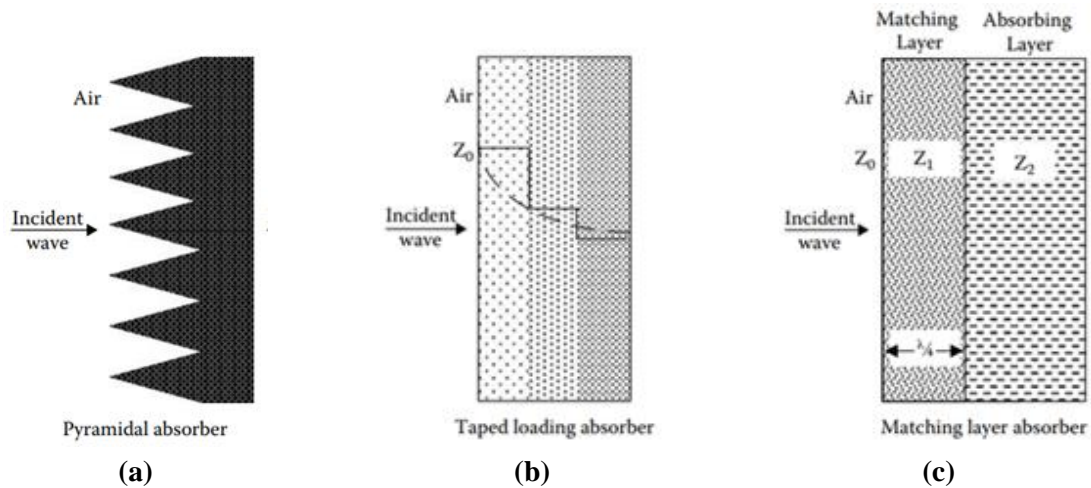 Air
Incident
wave
Pyramidal absorber
(a)
Air
Z₀
Incident
wave
Taped loading absorber
(b)
Matching
Layer
Absorbing
Layer
Air
Z₀
Z₁
Z₂
Incident
wave
λ/4
Matching layer absorber
(c)